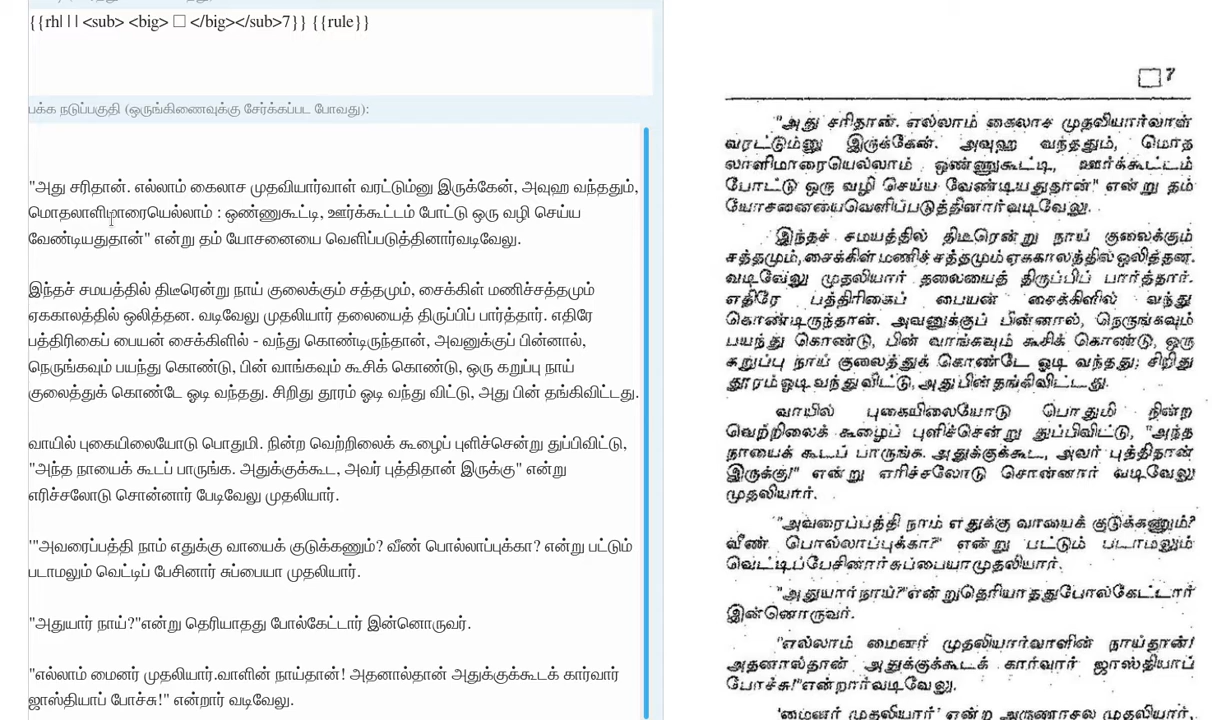 {{rh| | | <sub> <big> □ </big></sub>7}} {{rule}}
பக்க நடுப்பகுதி (ஒருங்கிணைவுக்கு சேர்க்கப்பட போவது):
"அது சரிதான். எல்லாம் கைலாச முதவியார்வாள் வரட்டும்னு இருக்கேன், அவுஹ வந்ததும்,
மொதலாளிமாரையெல்லாம் : ஒண்ணுகூட்டி, ஊர்க்கூட்டம் போட்டு ஒரு வழி செய்ய
வேண்டியதுதான்" என்று தம் யோசனையை வெளிப்படுத்தினார்வடிவேலு.
இந்தச் சமயத்தில் திடீரென்று நாய் குலைக்கும் சத்தமும், சைக்கிள் மணிச்சத்தமும்
ஏககாலத்தில் ஒலித்தன. வடிவேலு முதலியார் தலையைத் திருப்பிப் பார்த்தார். எதிரே
பத்திரிகைப் பையன் சைக்கிளில் - வந்து கொண்டிருந்தான், அவனுக்குப் பின்னால்,
நெருங்கவும் பயந்து கொண்டு, பின் வாங்கவும் கூசிக் கொண்டு, ஒரு கறுப்பு நாய்
குலைத்துக் கொண்டே ஓடி வந்தது. சிறிது தூரம் ஓடி வந்து விட்டு, அது பின் தங்கிவிட்டது.
வாயில் புகையிலையோடு பொதுமி. நின்ற வெற்றிலைக் கூழைப் புளிச்சென்று துப்பிவிட்டு,
"அந்த நாயைக் கூடப் பாருங்க. அதுக்குக்கூட, அவர் புத்திதான் இருக்கு" என்று
எரிச்சலோடு சொன்னார் பேடிவேலு முதலியார்.
'"அவரைப்பத்தி நாம் எதுக்கு வாயைக் குடுக்கணும்? வீண் பொல்லாப்புக்கா? என்று பட்டும்
படாமலும் வெட்டிப் பேசினார் சுப்பையா முதலியார்.
"அதுயார் நாய்?"என்று தெரியாதது போல்கேட்டார் இன்னொருவர்.
"எல்லாம் மைனர் முதலியார்.வாளின் நாய்தான்! அதனால்தான் அதுக்குக்கூடக் கார்வார்
ஜாஸ்தியாப் போச்சு!" என்றார் வடிவேலு.
□ 7
"அது சரிதான். எல்லாம் கைலாச முதலியார்வாள்
வரட்டும்னு இருக்கேன். அவுஹ வந்ததும், மொத
லாளிமாரையெல்லாம் ஒண்ணுகூட்டி, ஊர்க்கூட்டம்
போட்டு ஒரு வழி செய்ய வேண்டியதுதான்" என்று தம்
யோசனையைவெளிப்படுத்தினார்வடிவேலு.
இந்தச் சமயத்தில் திடீரென்று நாய் குலைக்கும்
சத்தமும்,சைக்கிள்மணிச்சத்தமும்ஏககாலத்தில்ஒலித்தன.
வடிவேலு முதலியார் தலையைத் திருப்பிப் பார்த்தார்.
எதிரே பத்திரிகைப் பையன் சைக்கிளில் வந்து
கொண்டிருந்தான். அவனுக்குப் பின்னால், நெருங்கவும்
பயந்து கொண்டு, பின் வாங்கவும் கூசிக் கொண்டு, ஒரு
கறுப்பு நாய் குலைத்துக் கொண்டே ஓடி வந்தது; சிறிது
தூரம் ஓடி வந்து விட்டு, அது பின் தங்கிவிட்டது.
வாயில் புகையிலையோடு பொதுமி நின்ற
வெற்றிலைக் கூழைப் புளிச்சென்று துப்பிவிட்டு, "அந்த
நாயைக் கூடப் பாருங்க. அதுக்குக்கூட, அவர் புத்திதான்
இருக்கு!" என்று எரிச்சலோடு சொன்னார் வடிவேலு
முதலியார்.
"அவரைப்பத்தி நாம் எதுக்கு வாயைக் குடுக்கணும்?
வீண் பொல்லாப்புக்கா?" என்று பட்டும் படாமலும்
வெட்டிப்பேசினார்சுப்பையாமுதலியார்.
"அதுயார்நாய்?"என்றுதெரியாததுபோல்கேட்டார்
இன்னொருவர்.
"எல்லாம் மைனர் முதலியார்வாளின் நாய்தான்!
அதனால்தான் அதுக்குக்கூடக் கார்வார் ஜாஸ்தியாப்
போச்சு!"என்றார்வடிவேலு.
'மைனர் முதலியார்' என்ற அருணாசல முதலியார்,